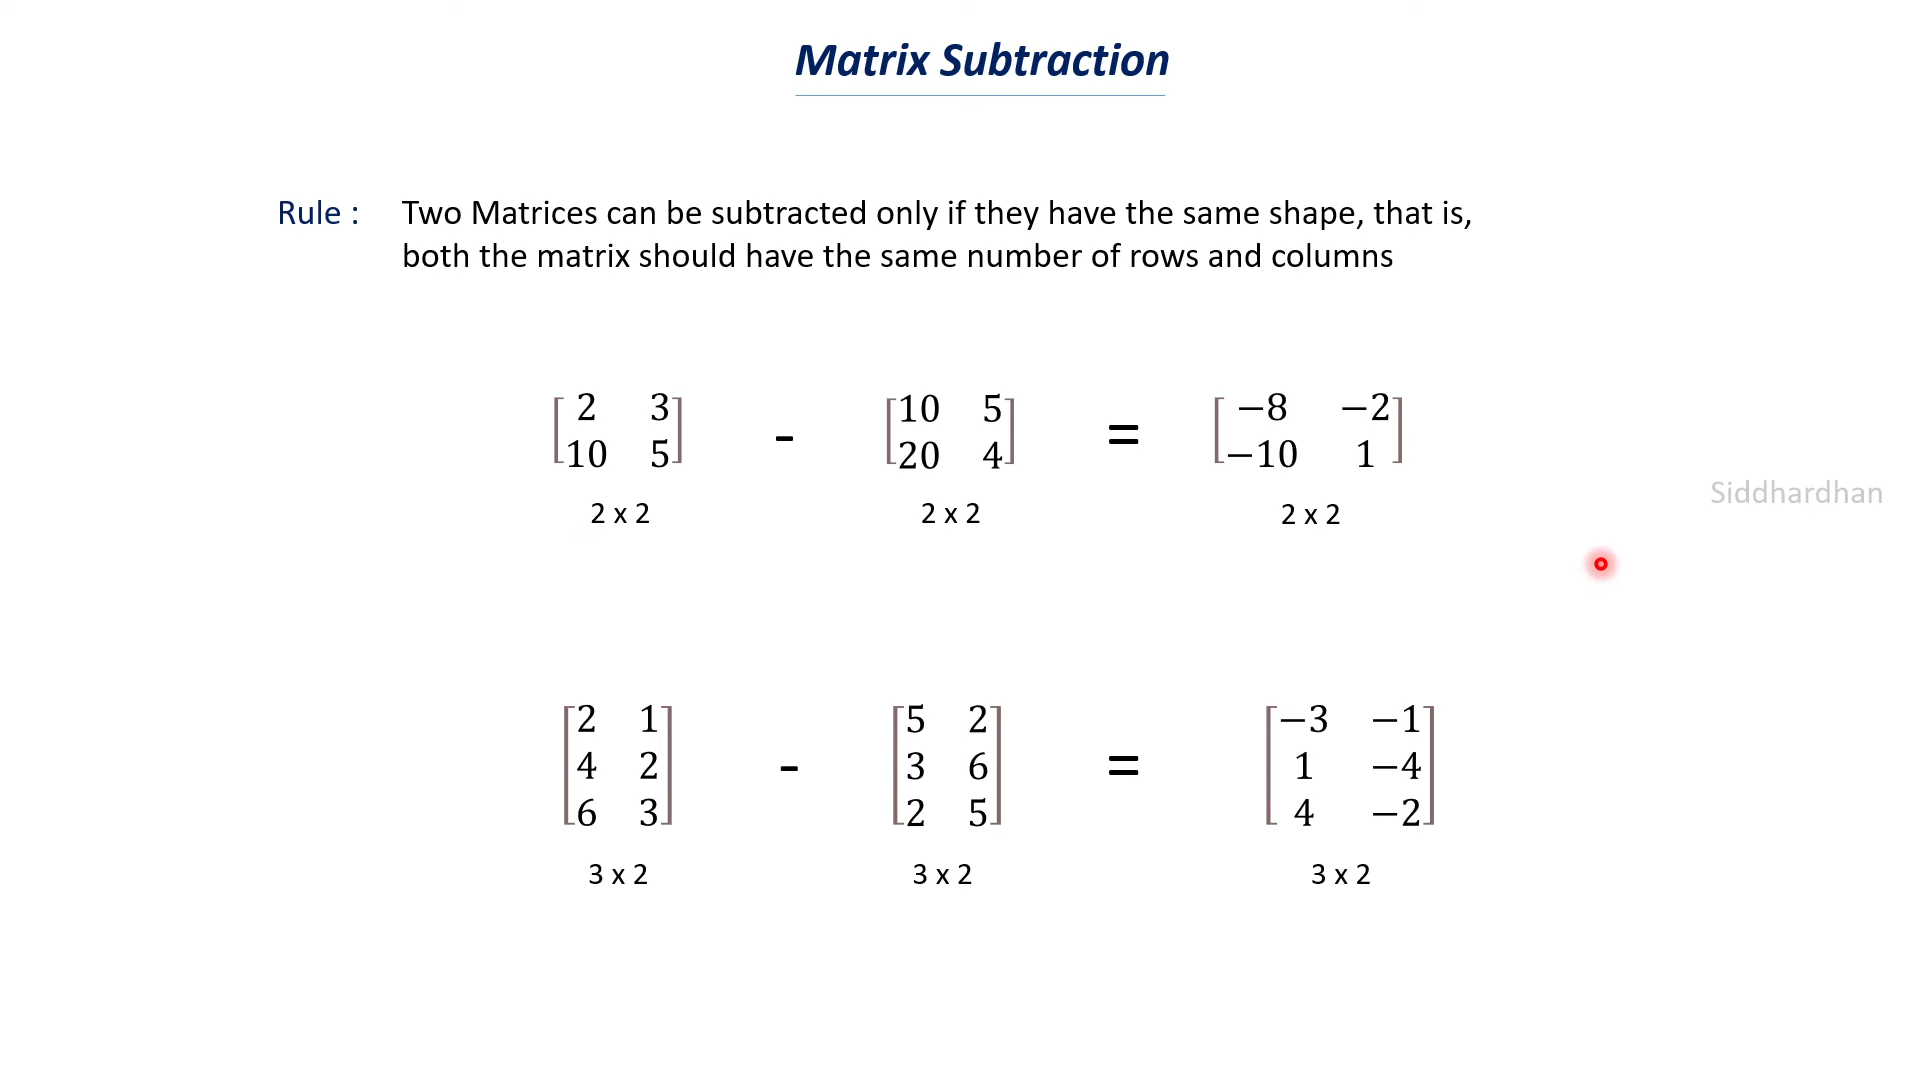 Matrix Subtraction
Rule : Two Matrices can be subtracted only if they have the same shape, that is,
both the matrix should have the same number of rows and columns
[2 3] - [10 5] = [−8 −2]
[10 5] [20 4] [−10 1]
2 x 2 2 x 2 2 x 2
Siddhardhan
[2 1] [5 2] [−3 −1]
[4 2] - [3 6] = [1 −4]
[6 3] [2 5] [4 −2]
3 x 2 3 x 2 3 x 2